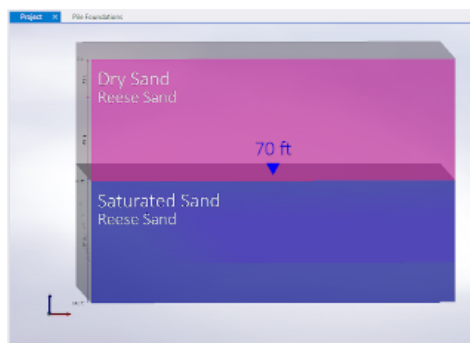 Project ×
Pile Foundations
Dry Sand
Reese Sand
70 ft
Saturated Sand
Reese Sand